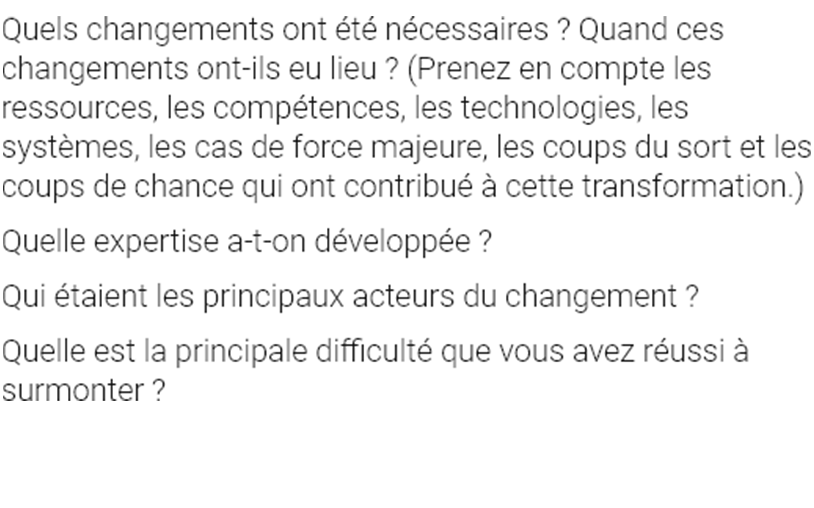 Quels changements ont été nécessaires ? Quand ces
changements ont-ils eu lieu ? (Prenez en compte les
ressources, les compétences, les technologies, les
systèmes, les cas de force majeure, les coups du sort et les
coups de chance qui ont contribué à cette transformation.)
Quelle expertise a-t-on développée ?
Qui étaient les principaux acteurs du changement ?
Quelle est la principale difficulté que vous avez réussi à
surmonter ?